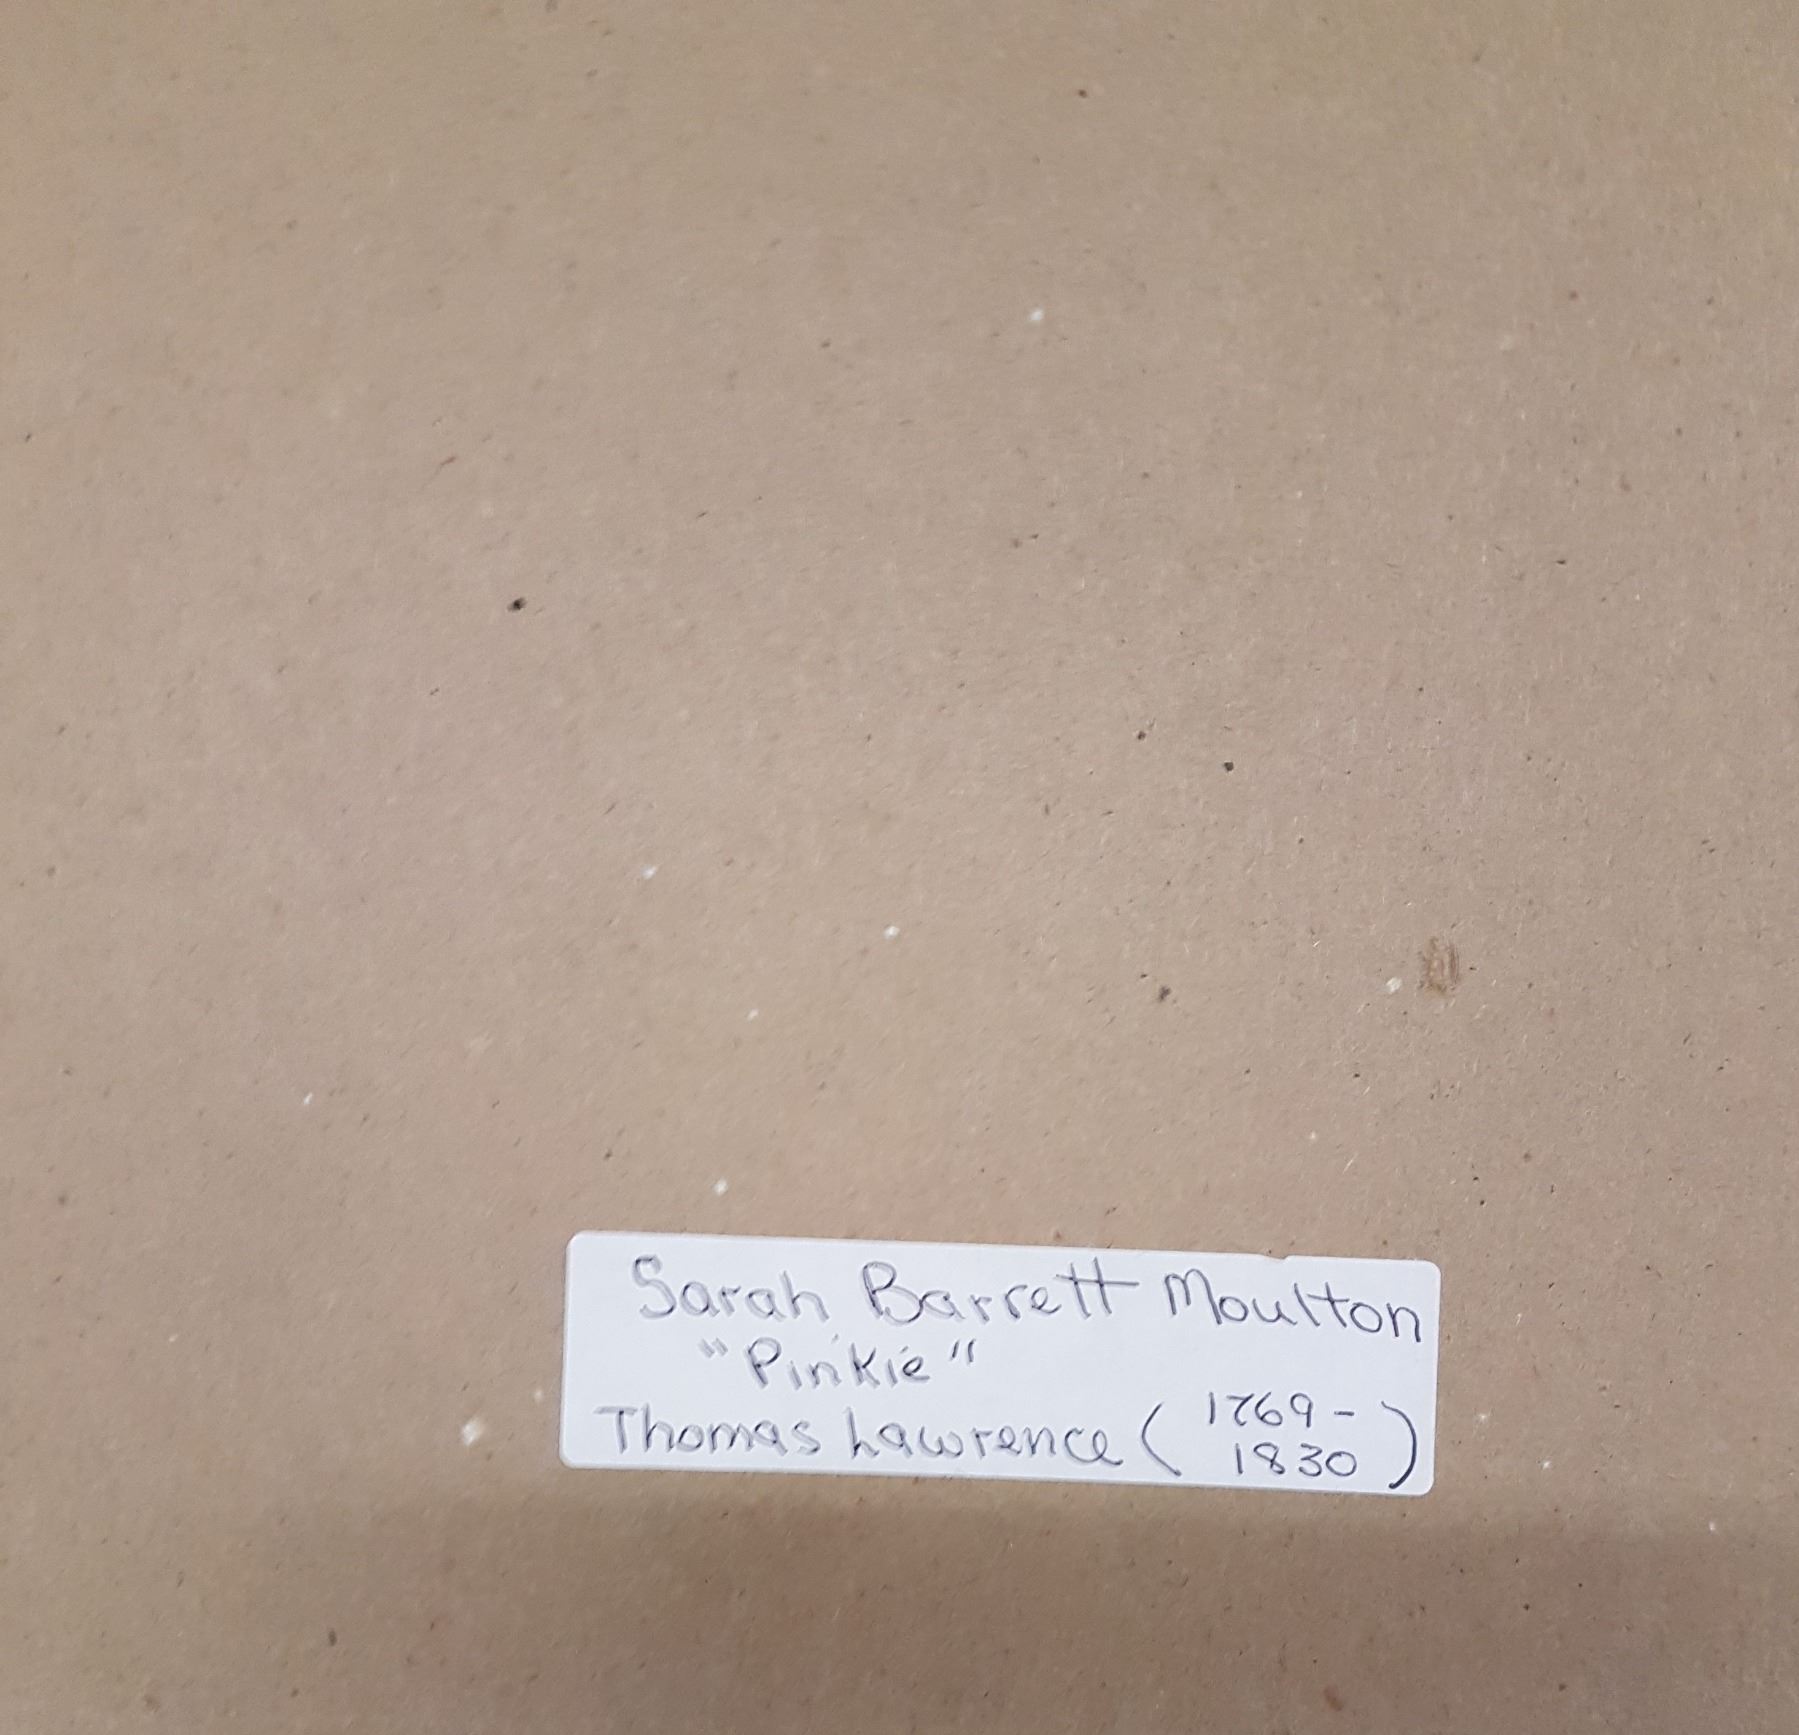 Sarah Barrett Moulton
"Pinkie"
Thomas Lawrence (1769-
1830)